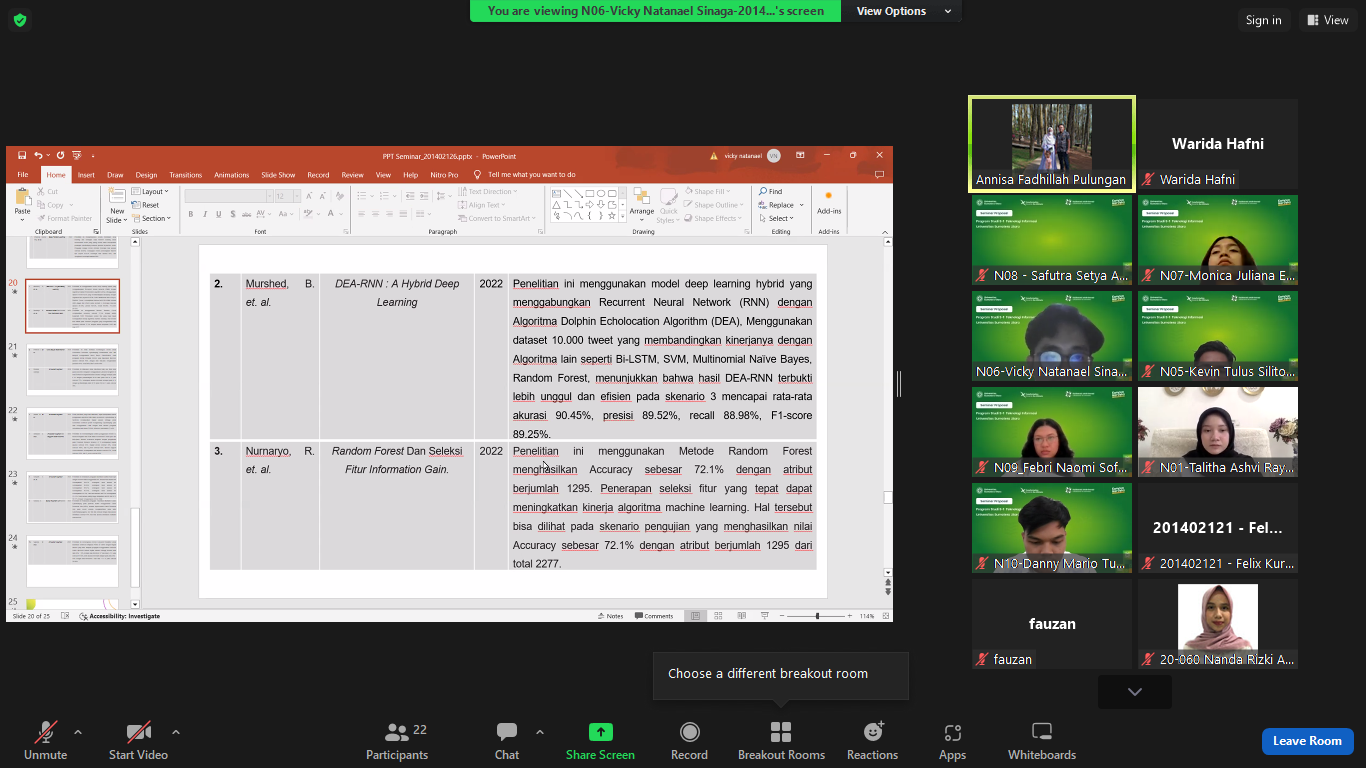 You are viewing N06-Vicky Natanael Sinaga-2014...'s screen
View Options
Sign in
View
PPT Seminar_201402126.pptx - PowerPoint
vicky natanael
VN
File Home Insert Draw Design Transitions Animations Slide Show Record Review View Help Nitro Pro Tell me what you want to do
Paste
Cut
Copy
Format Painter
Clipboard
New Slide
Layout
Reset
Section
Slides
12
Font
Text Direction
Align Text
Convert to SmartArt
Paragraph
Arrange
Quick Styles
Shape Fill
Shape Outline
Shape Effects
Drawing
Find
Replace
Select
Editing
Add-ins
Add-ins
20
21
22
23
24
25
2. Murshed, B. et. al.
DEA-RNN : A Hybrid Deep Learning
2022
Penelitian ini menggunakan model deep learning hybrid yang
menggabungkan Recurrent Neural Network (RNN) dengan
Algoritma Dolphin Echolocation Algorithm (DEA), Menggunakan
dataset 10.000 tweet yang membandingkan kinerjanya dengan
Algoritma lain seperti Bi-LSTM, SVM, Multinomial Naïve Bayes,
Random Forest, menunjukkan bahwa hasil DEA-RNN terbukti
lebih unggul dan efisien pada skenario 3 mencapai rata-rata
akurasi 90.45%, presisi 89.52%, recall 88.98%, F1-score
89.25%.
3. Nurnaryo, R. et. al.
Random Forest Dan Seleksi Fitur Information Gain.
2022
Penelitian ini menggunakan Metode Random Forest
menghasilkan Accuracy sebesar 72.1% dengan atribut
berjumlah 1295. Penerapan seleksi fitur yang tepat dapat
meningkatkan kinerja algoritma machine learning. Hal tersebut
bisa dilihat pada skenario pengujian yang menghasilkan nilai
Accuracy sebesar 72.1% dengan atribut berjumlah 1295 dari
total 2277.
Slide 20 of 25
Accessibility: Investigate
Notes
Comments
114%
Annisa Fadhillah Pulungan
Warida Hafni
Warida Hafni
N08 - Safutra Setya A...
N07-Monica Juliana E...
N06-Vicky Natanael Sina...
N05-Kevin Tulus Silito...
N09_Febri Naomi Sof...
N01-Talitha Ashvi Ray...
N10-Danny Mario Tu...
201402121 - Fel...
201402121 - Felix Kur...
fauzan
fauzan
20-060 Nanda Rizki A...
Choose a different breakout room
Unmute
Start Video
Participants
22
Chat
Share Screen
Record
Breakout Rooms
Reactions
Apps
Whiteboards
Leave Room